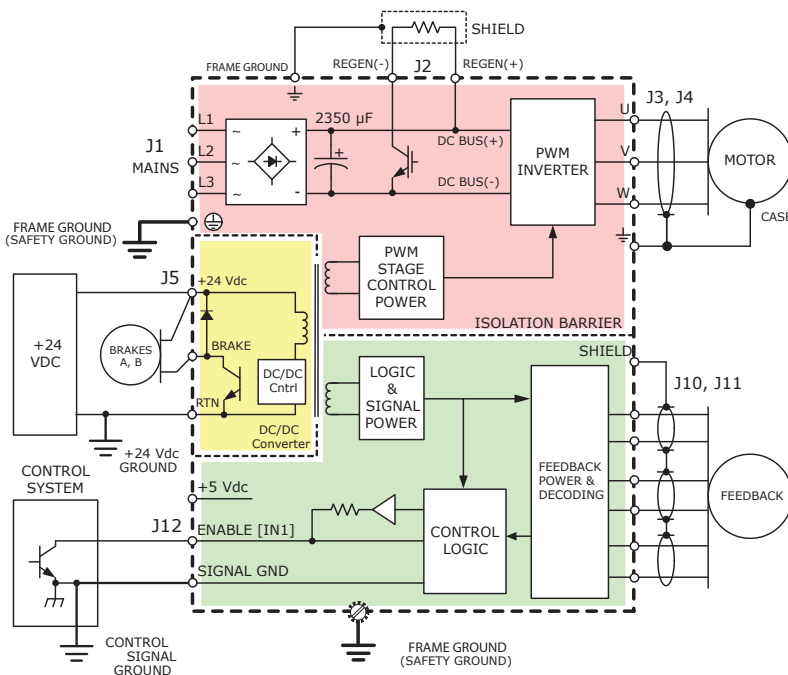 SHIELD
FRAME GROUND
REGEN(-)
J2
REGEN(+)
J3, J4
L1
2350 µF
U
~
+
DC BUS(+)
J1
MAINS
L2
~
+
PWM
INVERTER
V
MOTOR
L3
~
-
DC BUS(-)
W
CASE
FRAME GROUND
(SAFETY GROUND)
PWM
STAGE
CONTROL
POWER
J5
+24 Vdc
ISOLATION BARRIER
+24
VDC
BRAKES
A, B
BRAKE
SHIELD
DC/DC
Cntrl
LOGIC
&
SIGNAL
POWER
J10, J11
RTN
DC/DC
Converter
+24 Vdc
GROUND
CONTROL
SYSTEM
FEEDBACK
POWER &
DECODING
FEEDBACK
+5 Vdc
J12
ENABLE [IN1]
CONTROL
LOGIC
SIGNAL GND
CONTROL
SIGNAL
GROUND
FRAME GROUND
(SAFETY GROUND)